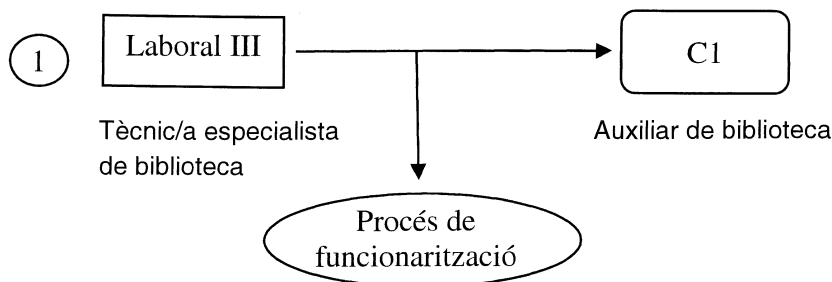 1
Laboral III
C1
Tècnic/a especialista
de biblioteca
Auxiliar de biblioteca
Procés de
funcionarització